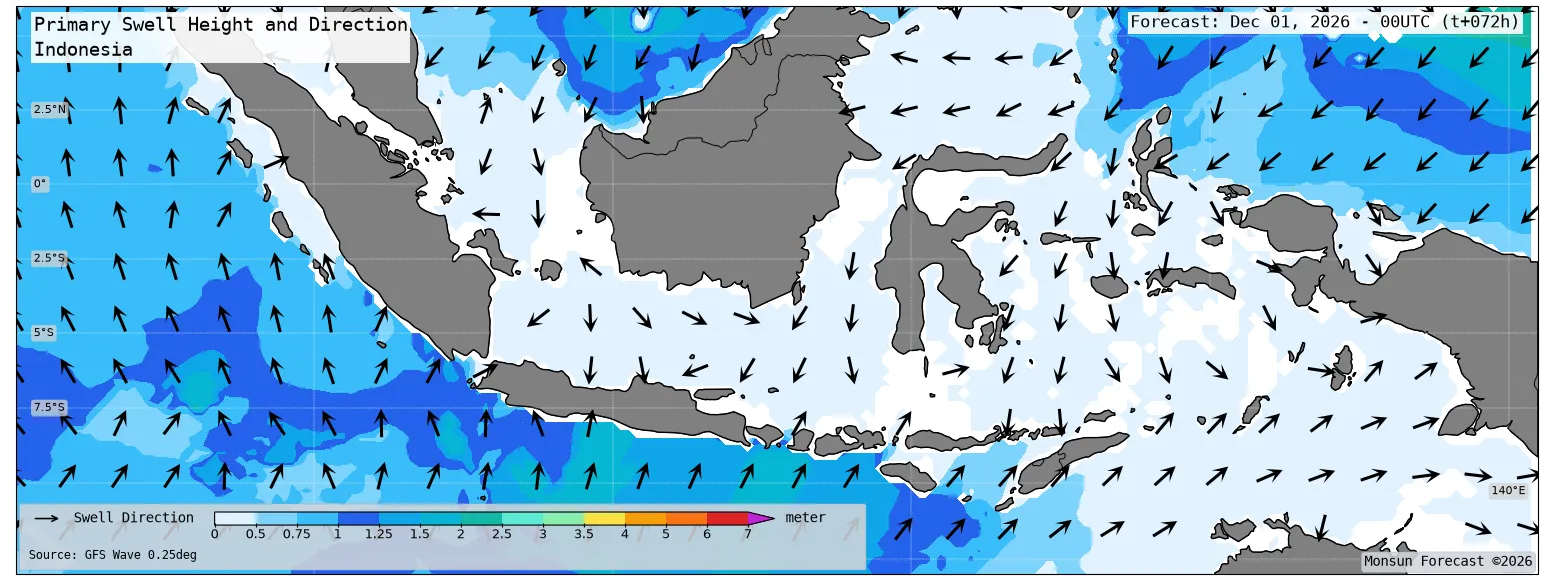 Primary Swell Height and Direction
Indonesia
Forecast: Dec 01, 2026 - 00UTC (t+072h)
2.5°N
0°
2.5°S
5°S
7.5°S
140°E
Swell Direction
meter
0 0.5 0.75 1 1.25 1.5 2 2.5 3 3.5 4 5 6 7
Source: GFS Wave 0.25deg
Monsun Forecast ©2026